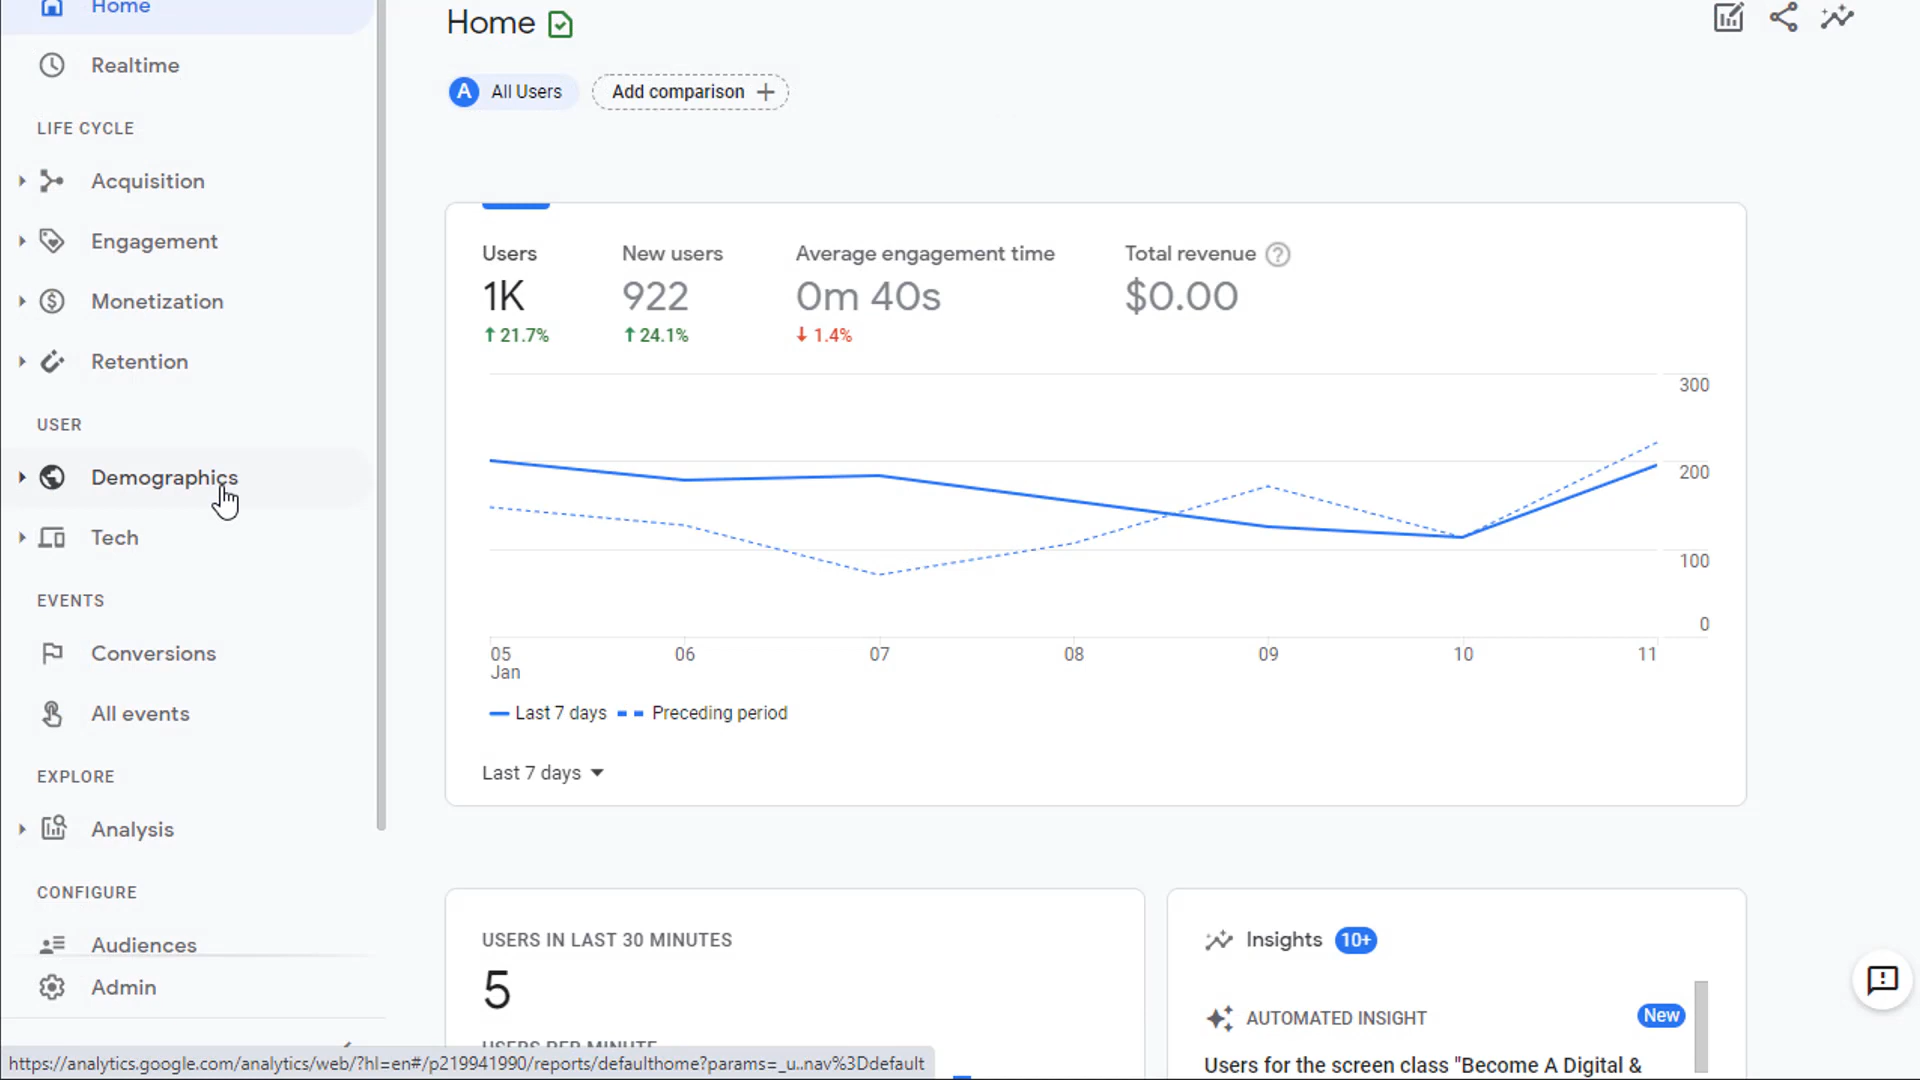 Home
Realtime
LIFE CYCLE
Acquisition
Engagement
Monetization
Retention
USER
Demographics
Tech
EVENTS
Conversions
All events
EXPLORE
Analysis
CONFIGURE
Audiences
Admin
Home
A All Users
Add comparison
Users
1K
21.7%
New users
922
24.1%
Average engagement time
0m 40s
1.4%
Total revenue
$0.00
300
200
100
0
05 06 07 08 09 10 11
Jan
Last 7 days Preceding period
Last 7 days
USERS IN LAST 30 MINUTES
5
USERS PER MINUTE
Insights 10+
AUTOMATED INSIGHT New
Users for the screen class "Become A Digital &
https://analytics.google.com/analytics/web/?hl=en#/p219941990/reports/defaulthome?params=_u..nav%3Ddefault